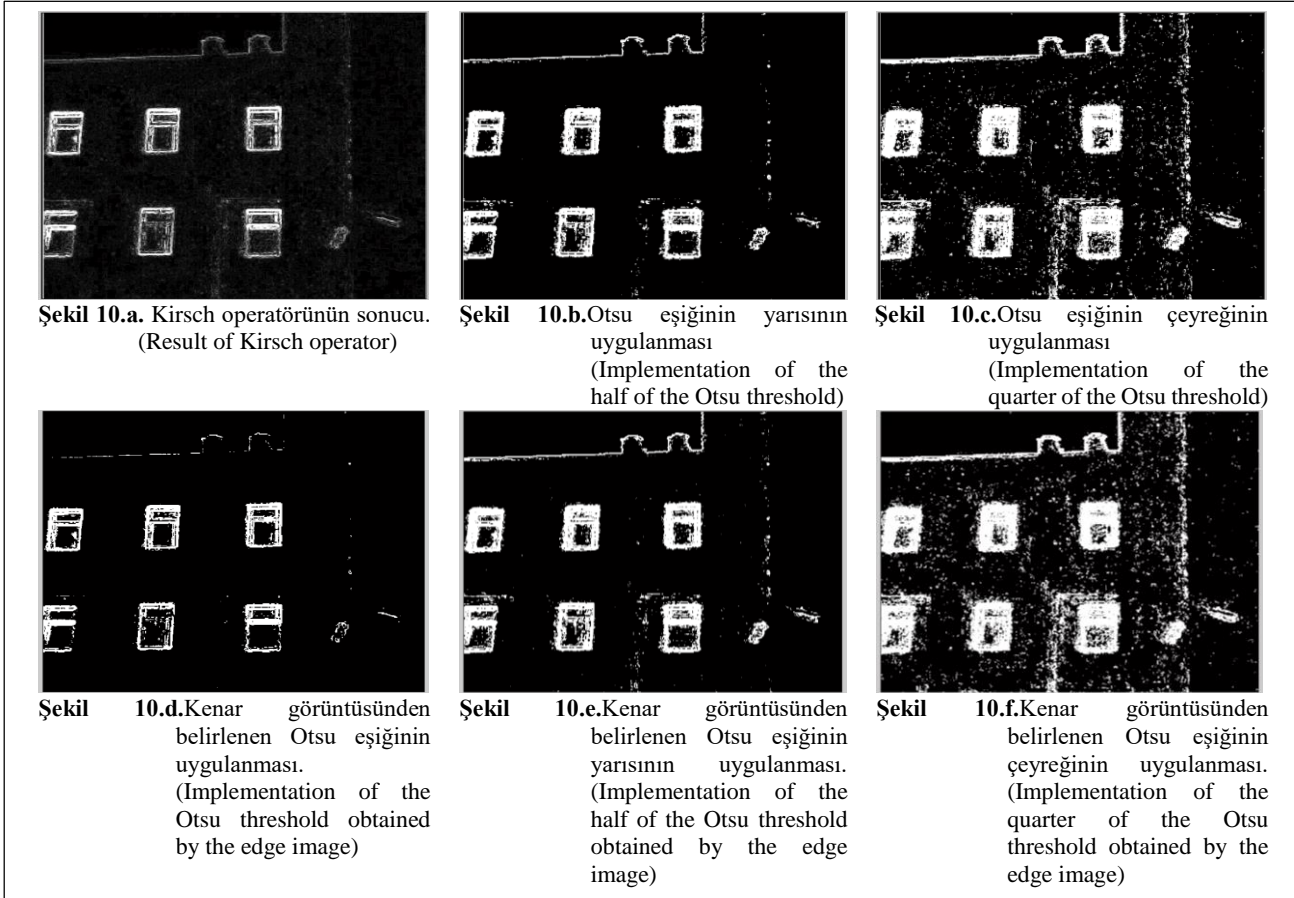 Şekil 10.a. Kirsch operatörünün sonucu.
(Result of Kirsch operator)
Şekil 10.b.Otsu eşiğinin yarısının
uygulanması
(Implementation of the
half of the Otsu threshold)
Şekil 10.c.Otsu eşiğinin çeyreğinin
uygulanması
(Implementation of the
quarter of the Otsu threshold)
Şekil 10.d.Kenar görüntüsünden
belirlenen Otsu eşiğinin
uygulanması.
(Implementation of the
Otsu threshold obtained
by the edge image)
Şekil 10.e.Kenar görüntüsünden
belirlenen Otsu eşiğinin
yarısının uygulanması.
(Implementation of the
half of the Otsu threshold
obtained by the edge
image)
Şekil 10.f.Kenar görüntüsünden
belirlenen Otsu eşiğinin
çeyreğinin uygulanması.
(Implementation of the
quarter of the Otsu
threshold obtained by the
edge image)